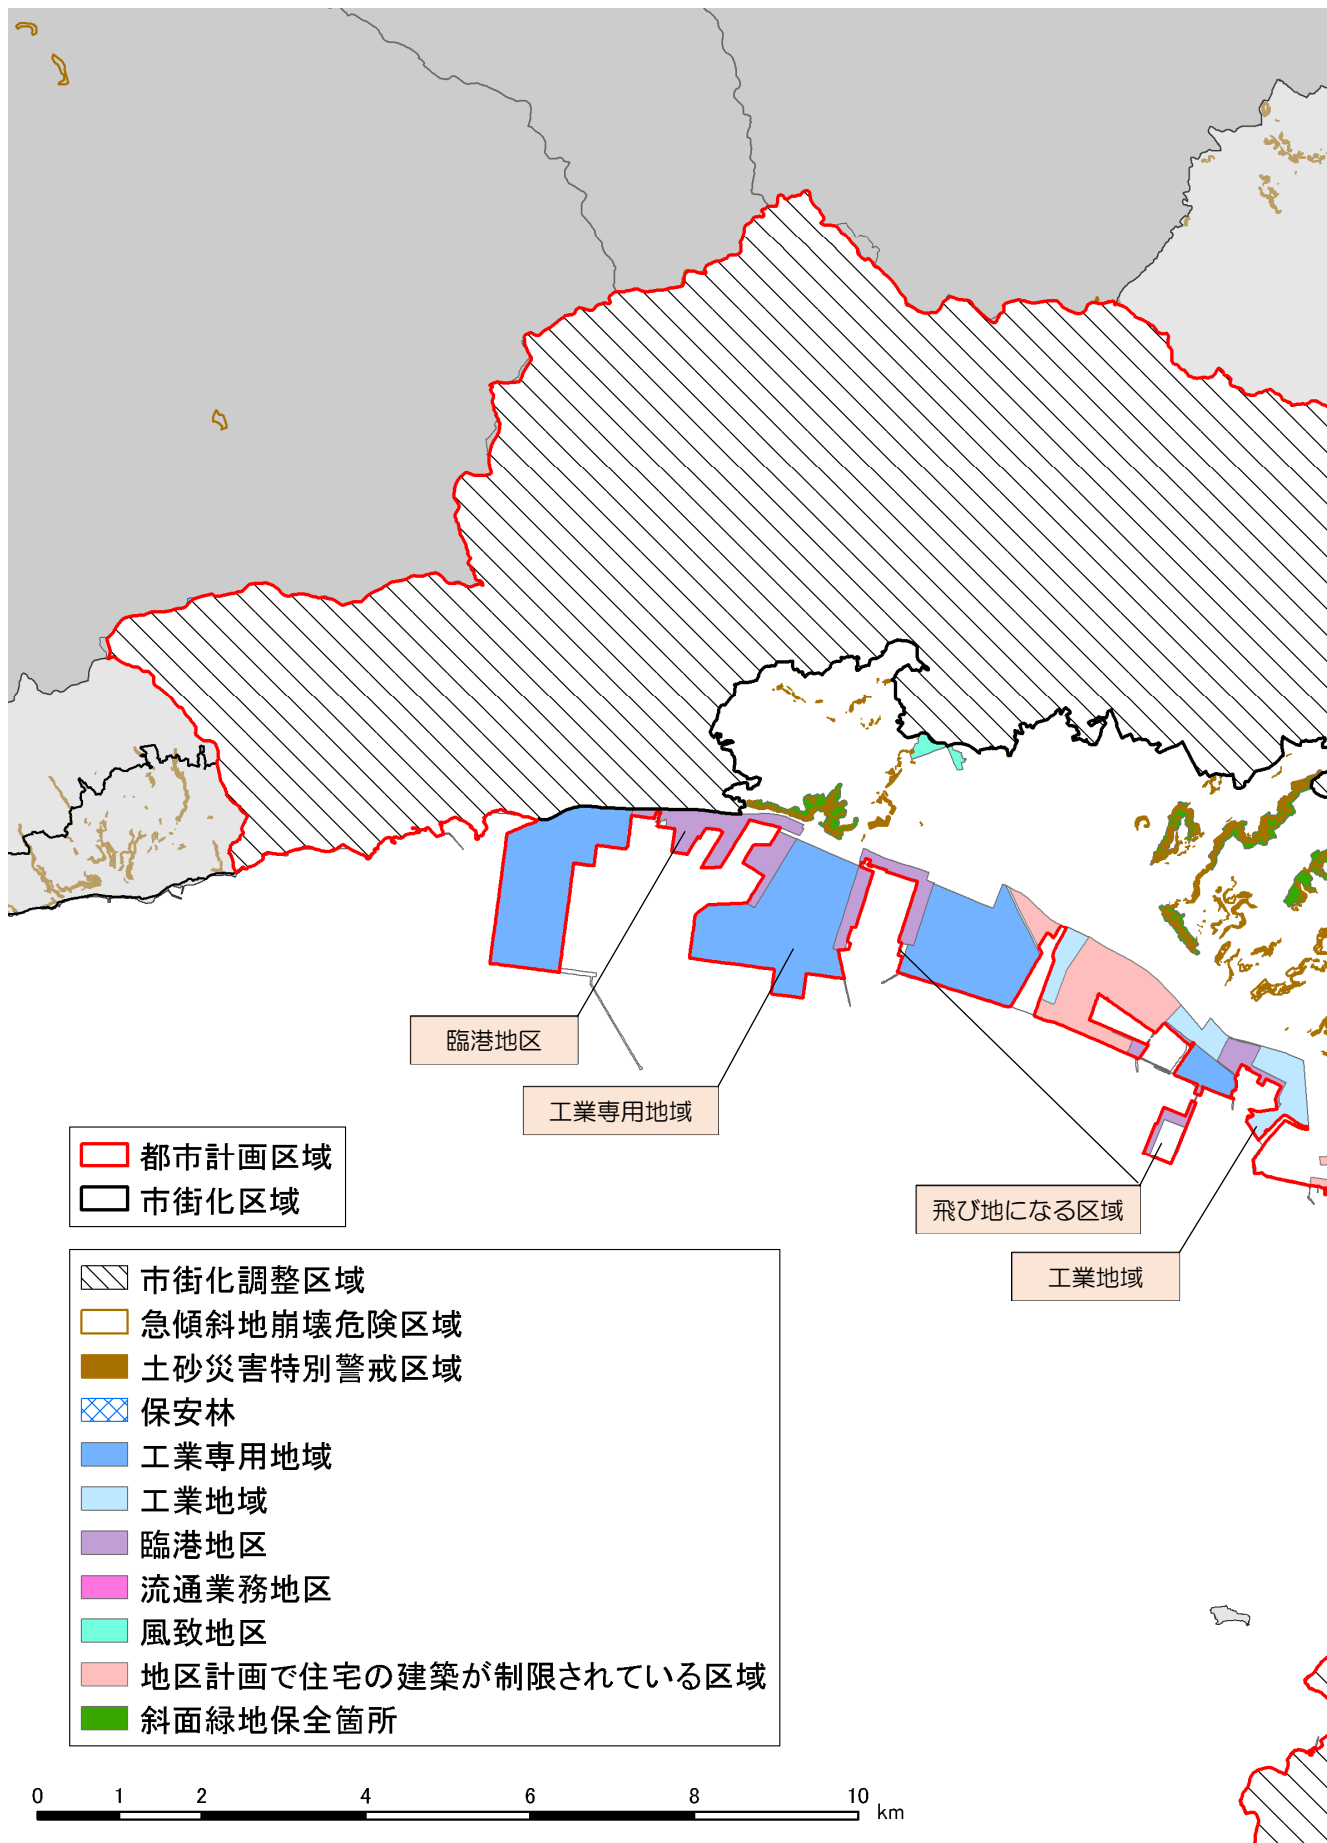 臨港地区
工業専用地域
飛び地になる区域
工業地域
都市計画区域
市街化区域
市街化調整区域
急傾斜地崩壊危険区域
土砂災害特別警戒区域
保安林
工業専用地域
工業地域
臨港地区
流通業務地区
風致地区
地区計画で住宅の建築が制限されている区域
斜面緑地保全箇所
0 1 2 4 6 8 10 km